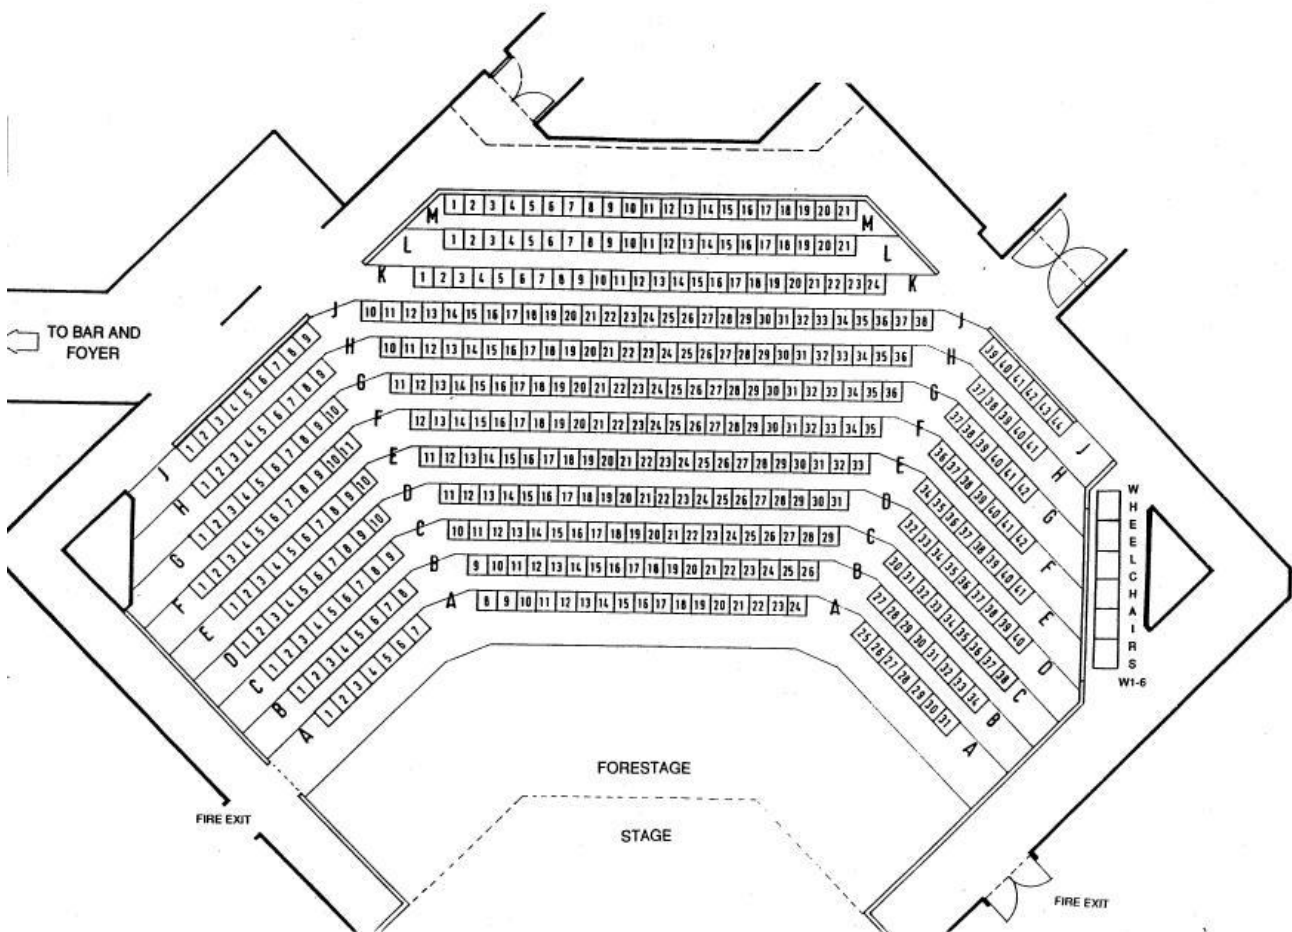 M 1 2 3 4 5 6 7 8 9 10 11 12 13 14 15 16 17 18 19 20 21 M
L 1 2 3 4 5 6 7 8 9 10 11 12 13 14 15 16 17 18 19 20 21 L
K 1 2 3 4 5 6 7 8 9 10 11 12 13 14 15 16 17 18 19 20 21 22 23 24 K
TO BAR AND
FOYER
J 1 2 3 4 5 6 7 8 9 J 10 11 12 13 14 15 16 17 18 19 20 21 22 23 24 25 26 27 28 29 30 31 32 33 34 35 36 37 38 J 39 40 41 42 43 44 J
H 1 2 3 4 5 6 7 8 9 H 10 11 12 13 14 15 16 17 18 19 20 21 22 23 24 25 26 27 28 29 30 31 32 33 34 35 36 H 37 38 39 40 41 H
G 1 2 3 4 5 6 7 8 9 10 G 11 12 13 14 15 16 17 18 19 20 21 22 23 24 25 26 27 28 29 30 31 32 33 34 35 36 G 37 38 39 40 41 42 G
F 1 2 3 4 5 6 7 8 9 10 11 F 12 13 14 15 16 17 18 19 20 21 22 23 24 25 26 27 28 29 30 31 32 33 34 35 F 36 37 38 39 40 41 42 F
E 1 2 3 4 5 6 7 8 9 10 E 11 12 13 14 15 16 17 18 19 20 21 22 23 24 25 26 27 28 29 30 31 32 33 E 34 35 36 37 38 39 40 41 E
D 1 2 3 4 5 6 7 8 9 10 D 11 12 13 14 15 16 17 18 19 20 21 22 23 24 25 26 27 28 29 30 31 D 32 33 34 35 36 37 38 39 40 D
C 1 2 3 4 5 6 7 8 9 C 10 11 12 13 14 15 16 17 18 19 20 21 22 23 24 25 26 27 28 29 C 30 31 32 33 34 35 36 37 38 C
B 1 2 3 4 5 6 7 8 B 9 10 11 12 13 14 15 16 17 18 19 20 21 22 23 24 25 26 B 27 28 29 30 31 32 33 34 B
A 1 2 3 4 5 6 7 A 8 9 10 11 12 13 14 15 16 17 18 19 20 21 22 23 24 A 25 26 27 28 29 30 31 A
WHEELCHAIRS
W1-6
FORESTAGE
STAGE
FIRE EXIT
FIRE EXIT